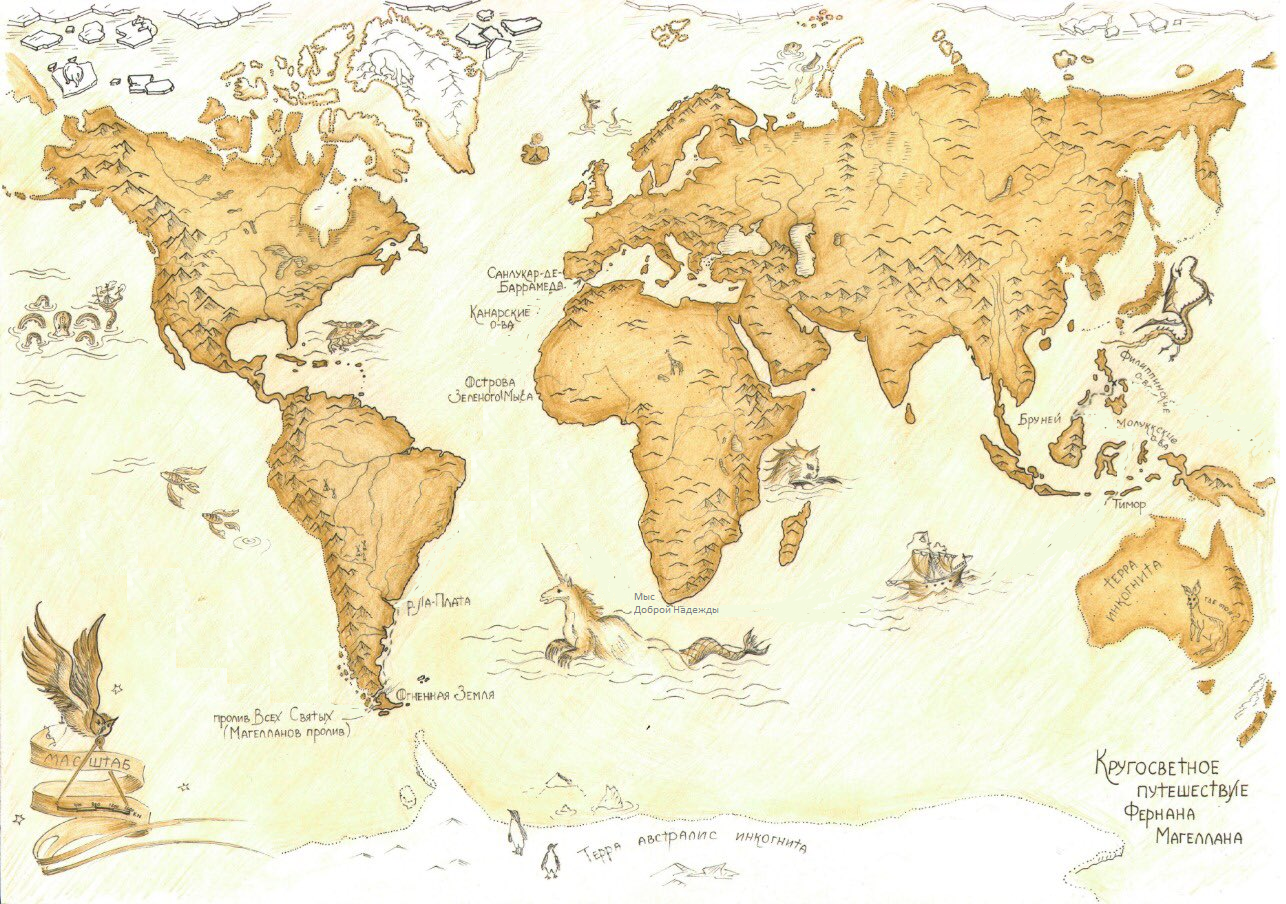 Санлукар-де-
Баррамеда
Канарские
о-ва
Острова
Зеленого Мыса
Филиппинские
о-ва
Бруней
Молуккские
о-ва
Тимор
терра
инкогнита
Мыс
Доброй Надежды
р. Ла-Плата
Огненная Земля
пролив Всех Святых
(Магелланов пролив)
МАСШТАБ
Кругосветное
путешествие
Фернана
Магеллана
Терра австралис инкогнита